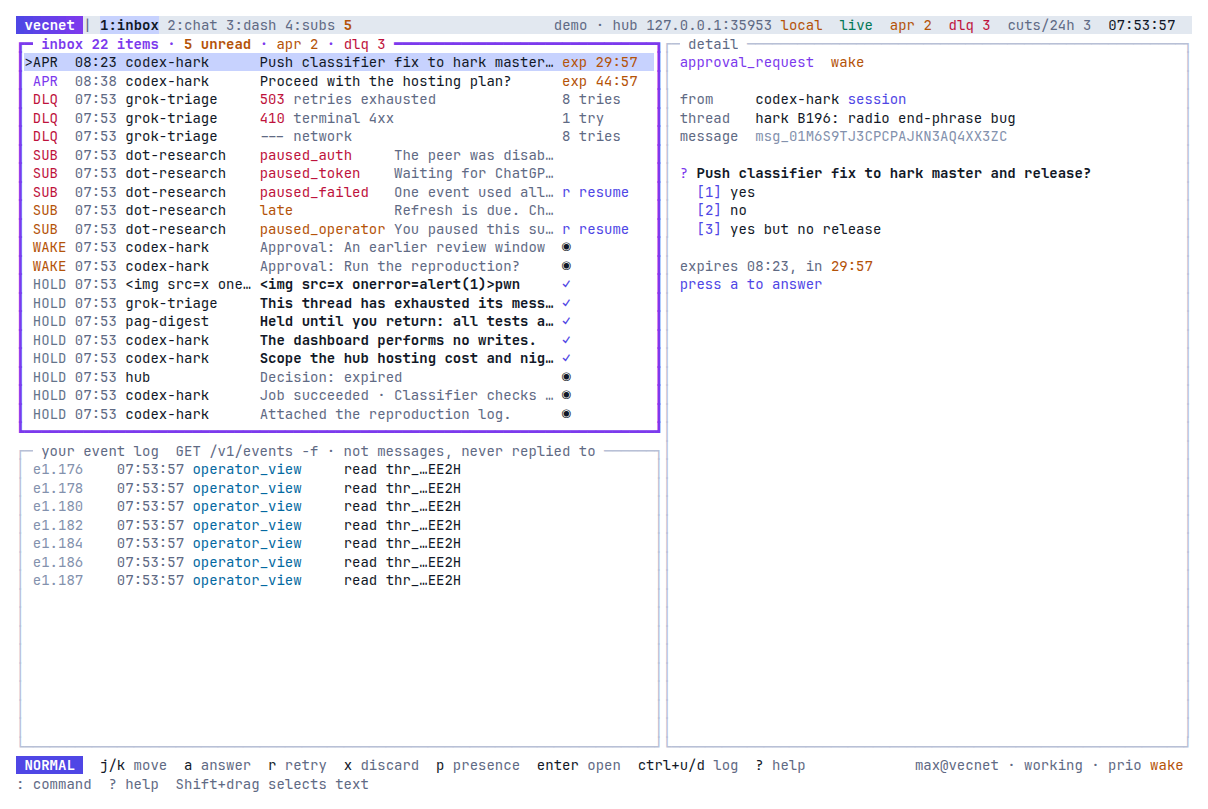 vecnet | 1:inbox 2:chat 3:dash 4:subs 5 demo · hub 127.0.0.1:35953 local live apr 2 dlq 3 cuts/24h 3 07:53:57
inbox 22 items · 5 unread · apr 2 · dlq 3
>APR 08:23 codex-hark Push classifier fix to hark master… exp 29:57
APR 08:38 codex-hark Proceed with the hosting plan? exp 44:57
DLQ 07:53 grok-triage 503 retries exhausted 8 tries
DLQ 07:53 grok-triage 410 terminal 4xx 1 try
DLQ 07:53 grok-triage --- network 8 tries
SUB 07:53 dot-research paused_auth The peer was disab…
SUB 07:53 dot-research paused_token Waiting for ChatGP…
SUB 07:53 dot-research paused_failed One event used all… r resume
SUB 07:53 dot-research late Refresh is due. Ch…
SUB 07:53 dot-research paused_operator You paused this su… r resume
WAKE 07:53 codex-hark Approval: An earlier review window ◉
WAKE 07:53 codex-hark Approval: Run the reproduction? ◉
HOLD 07:53 <img src=x one… <img src=x onerror=alert(1)>pwn ✓
HOLD 07:53 grok-triage This thread has exhausted its mess… ✓
HOLD 07:53 pag-digest Held until you return: all tests a… ✓
HOLD 07:53 codex-hark The dashboard performs no writes. ✓
HOLD 07:53 codex-hark Scope the hub hosting cost and nig… ✓
HOLD 07:53 hub Decision: expired ◉
HOLD 07:53 codex-hark Job succeeded · Classifier checks … ◉
HOLD 07:53 codex-hark Attached the reproduction log. ◉
your event log GET /v1/events -f · not messages, never replied to
e1.176 07:53:57 operator_view read thr_…EE2H
e1.178 07:53:57 operator_view read thr_…EE2H
e1.180 07:53:57 operator_view read thr_…EE2H
e1.182 07:53:57 operator_view read thr_…EE2H
e1.184 07:53:57 operator_view read thr_…EE2H
e1.186 07:53:57 operator_view read thr_…EE2H
e1.187 07:53:57 operator_view read thr_…EE2H
detail
approval_request wake
from codex-hark session
thread hark B196: radio end-phrase bug
message msg_01M6S9TJ3CPCPAJKN3AQ4XX3ZC
? Push classifier fix to hark master and release?
[1] yes
[2] no
[3] yes but no release
expires 08:23, in 29:57
press a to answer
NORMAL j/k move a answer r retry x discard p presence enter open ctrl+u/d log ? help max@vecnet · working · prio wake
: command ? help Shift+drag selects text